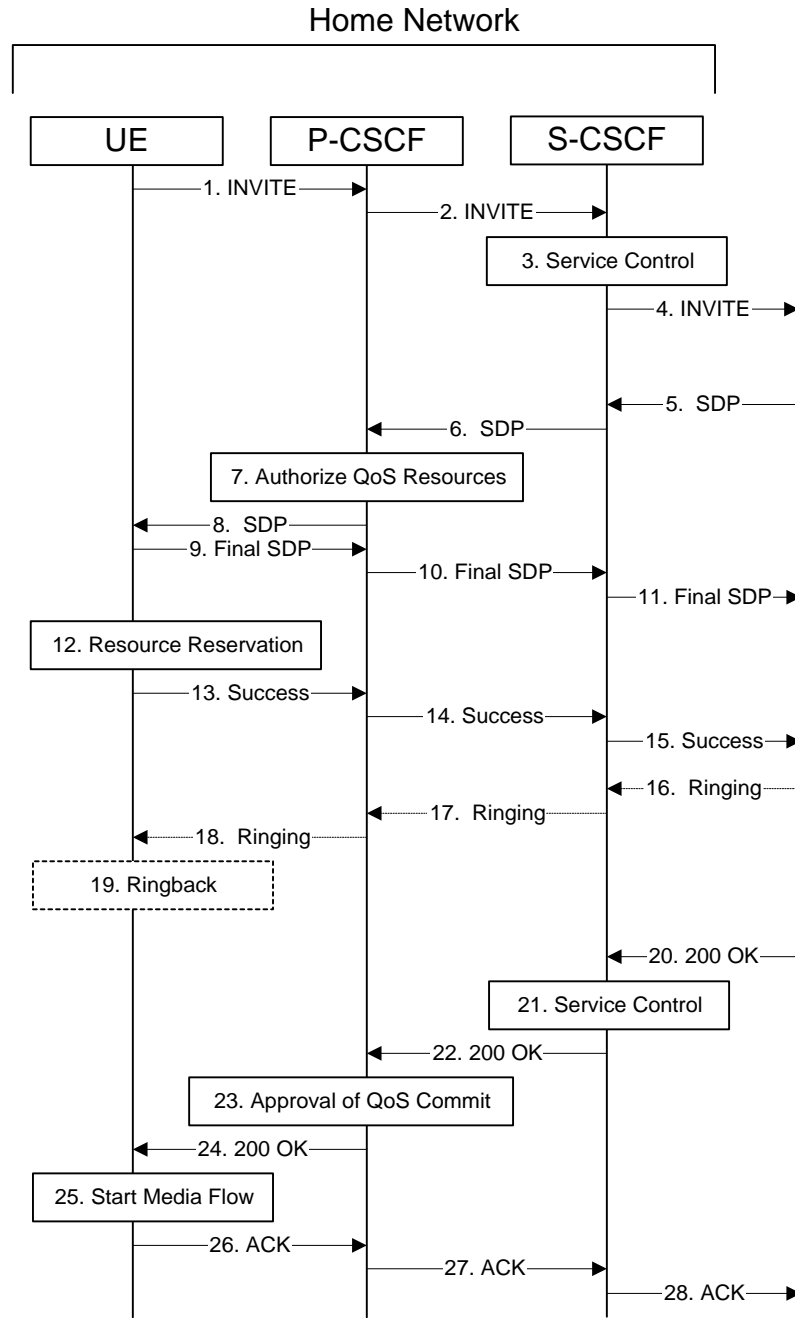 Home Network
UE
P-CSCF
S-CSCF
1. INVITE
2. INVITE
3. Service Control
4. INVITE
5. SDP
6. SDP
7. Authorize QoS Resources
8. SDP
9. Final SDP
10. Final SDP
11. Final SDP
12. Resource Reservation
13. Success
14. Success
15. Success
16. Ringing
17. Ringing
18. Ringing
19. Ringback
20. 200 OK
21. Service Control
22. 200 OK
23. Approval of QoS Commit
24. 200 OK
25. Start Media Flow
26. ACK
27. ACK
28. ACK